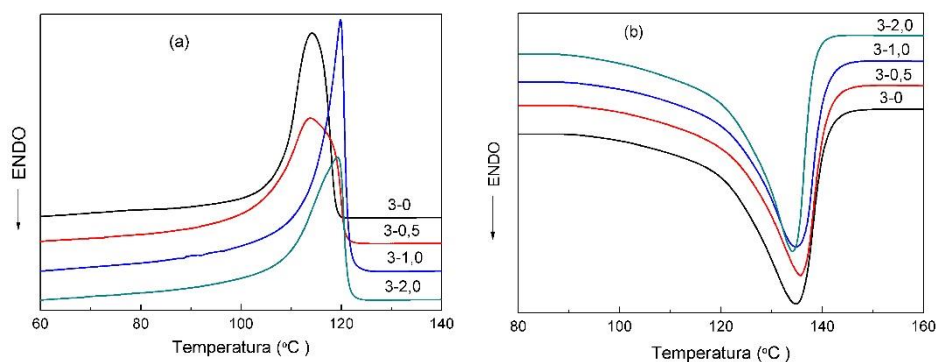 (a)
ENDO
3-0
3-0,5
3-1,0
3-2,0
60 80 100 120 140
Temperatura (°C )
(b)
3-2,0
3-1,0
3-0,5
3-0
ENDO
80 100 120 140 160
Temperatura (°C )